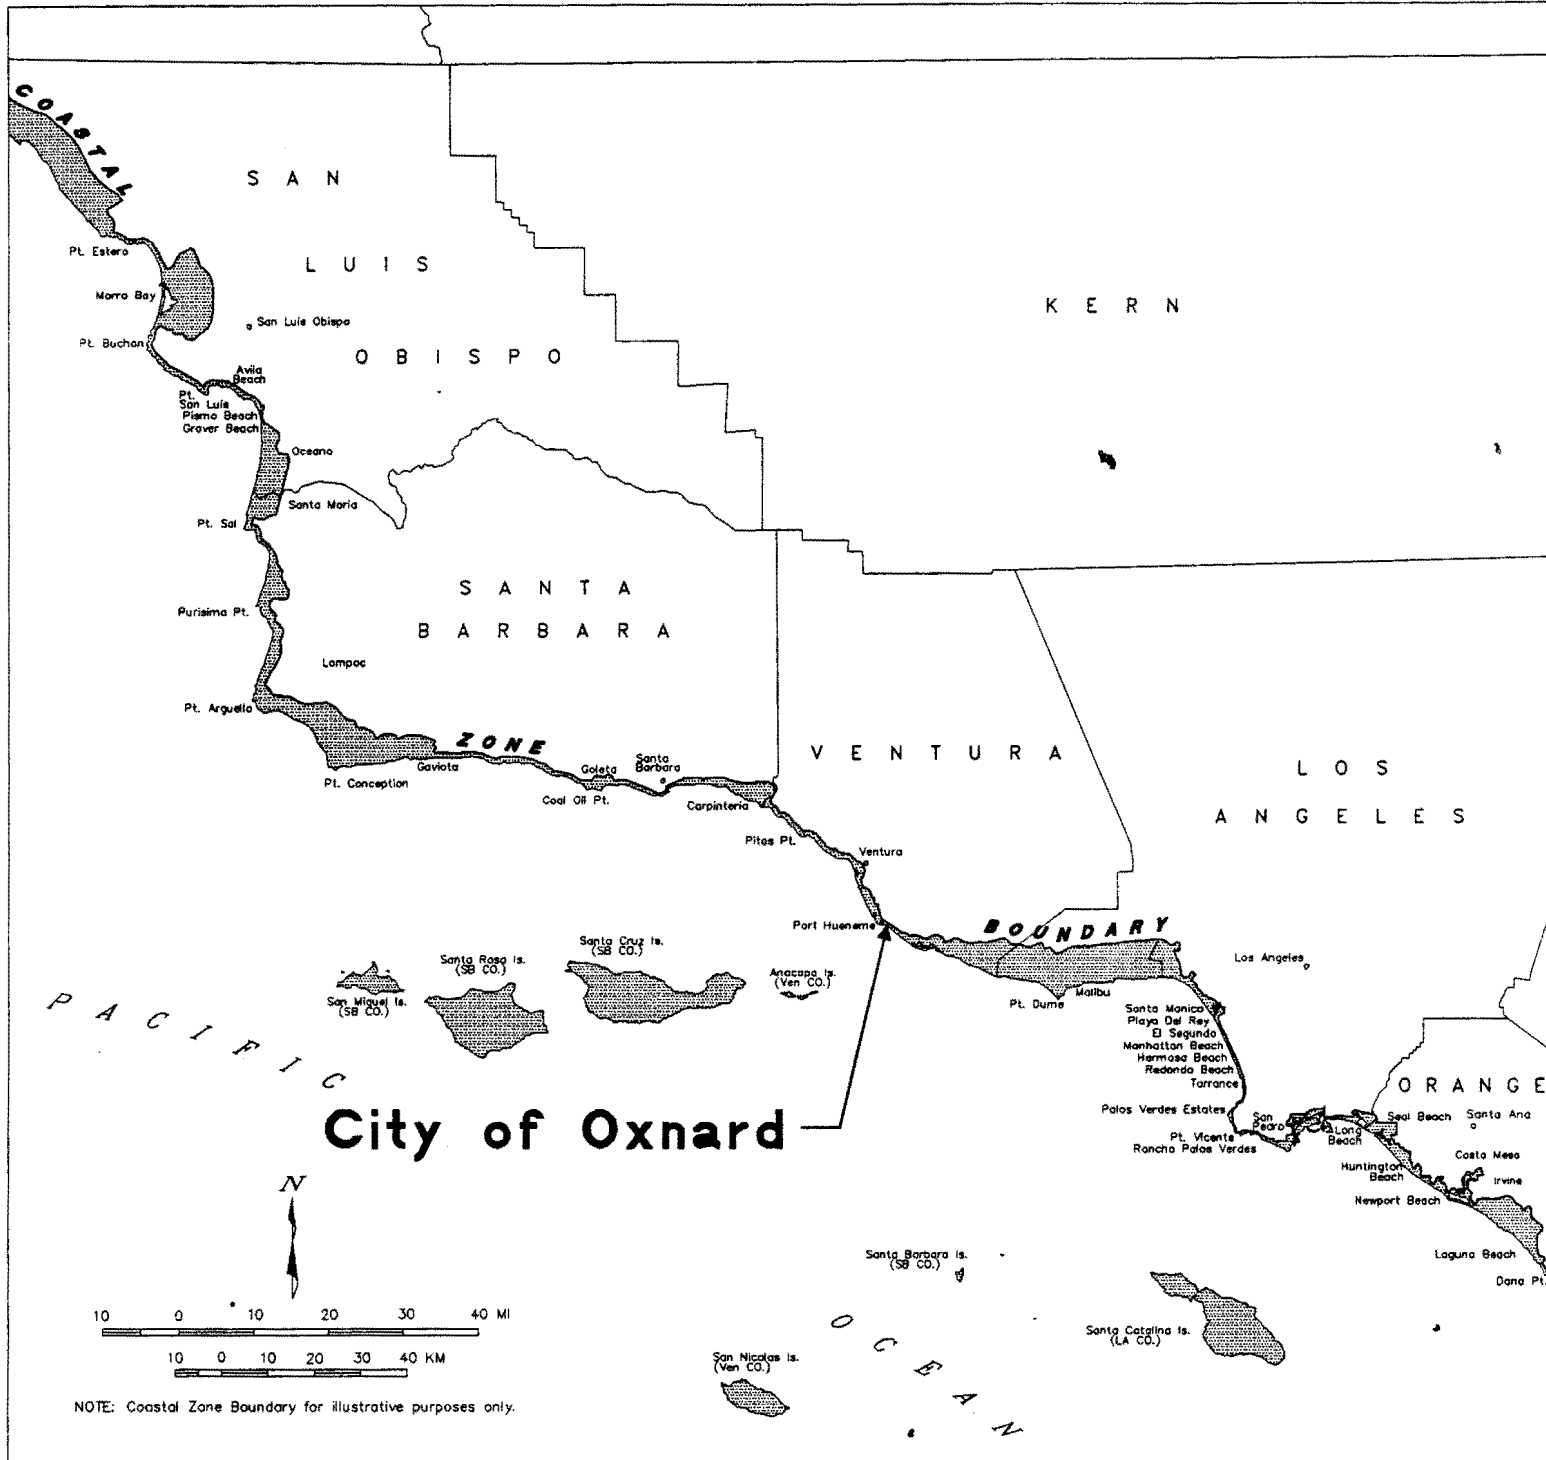 COASTAL
SAN
LUIS
OBISPO
KERN
Pt. Estero
Morro Bay
San Luis Obispo
Pt. Buchon
Avila
Beach
Pt.
San Luis
Pismo Beach
Grover Beach
Oceano
Santa Maria
Pt. Sal
SANTA
BARBARA
Purisima Pt.
Lompoc
Pt. Arguello
ZONE
Pt. Conception
Gaviota
Goleta
Coal Oil Pt.
Santa
Barbara
Carpinteria
VENTURA
LOS
ANGELES
Pitas Pt.
Ventura
Port Hueneme
BOUNDARY
Los Angeles
Santa Cruz Is.
(SB CO.)
Santa Rosa Is.
(SB CO.)
San Miguel Is.
(SB CO.)
Anacapa Is.
(Ven CO.)
Pt. Dume
Malibu
Santa Monica
Playa Del Rey
El Segundo
Manhattan Beach
Hermosa Beach
Redondo Beach
Torrance
PACIFIC
ORANGE
City of Oxnard
Palos Verdes Estates
San
Pedro
Pt. Vicente
Rancho Palos Verdes
Long
Beach
Seal Beach
Santa Ana
Huntington
Beach
Costa Mesa
Irvine
Newport Beach
Laguna Beach
Dana Pt.
N
Santa Barbara Is.
(SB CO.)
Santa Catalina Is.
(LA CO.)
OCEAN
San Nicolas Is.
(Ven CO.)
10 0 10 20 30 40 MI
10 0 10 20 30 40 KM
NOTE: Coastal Zone Boundary for illustrative purposes only.